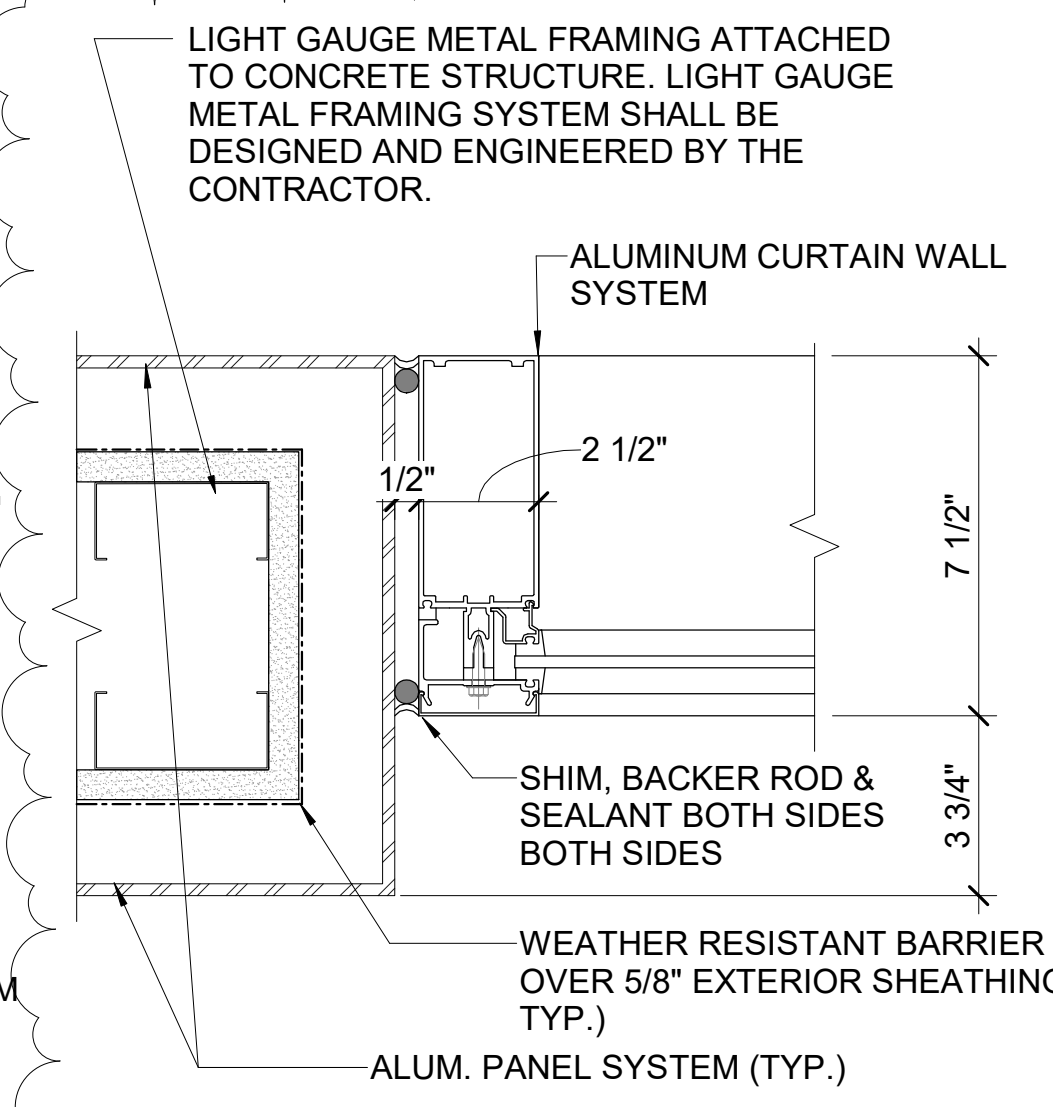 LIGHT GAUGE METAL FRAMING ATTACHED
TO CONCRETE STRUCTURE. LIGHT GAUGE
METAL FRAMING SYSTEM SHALL BE
DESIGNED AND ENGINEERED BY THE
CONTRACTOR.
ALUMINUM CURTAIN WALL
SYSTEM
1/2"
2 1/2"
7 1/2"
3 3/4"
SHIM, BACKER ROD &
SEALANT BOTH SIDES
BOTH SIDES
WEATHER RESISTANT BARRIER
OVER 5/8" EXTERIOR SHEATHING
TYP.)
M
ALUM. PANEL SYSTEM (TYP.)